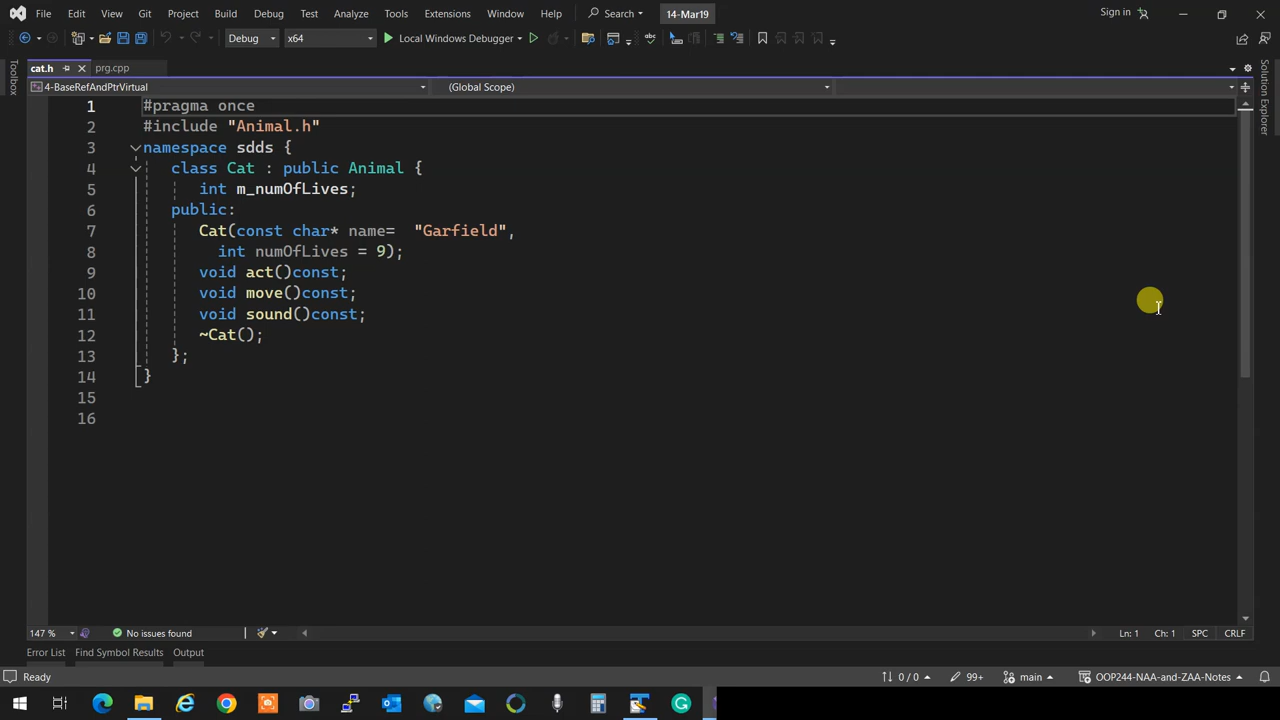 File Edit View Git Project Build Debug Test Analyze Tools Extensions Window Help Search 14-Mar19 Sign in
Debug x64 Local Windows Debugger
cat.h prg.cpp
Toolbox
Solution Explorer
4-BaseRefAndPtrVirtual (Global Scope)
1 #pragma once
2 #include "Animal.h"
3 namespace sdds {
4 class Cat : public Animal {
5 int m_numOfLives;
6 public:
7 Cat(const char* name=  "Garfield",
8 int numOfLives = 9);
9 void act()const;
10 void move()const;
11 void sound()const;
12 ~Cat();
13 };
14 }
15
16
147 % No issues found Ln: 1 Ch: 1 SPC CRLF
Error List Find Symbol Results Output
Ready 0 / 0 99+ main OOP244-NAA-and-ZAA-Notes